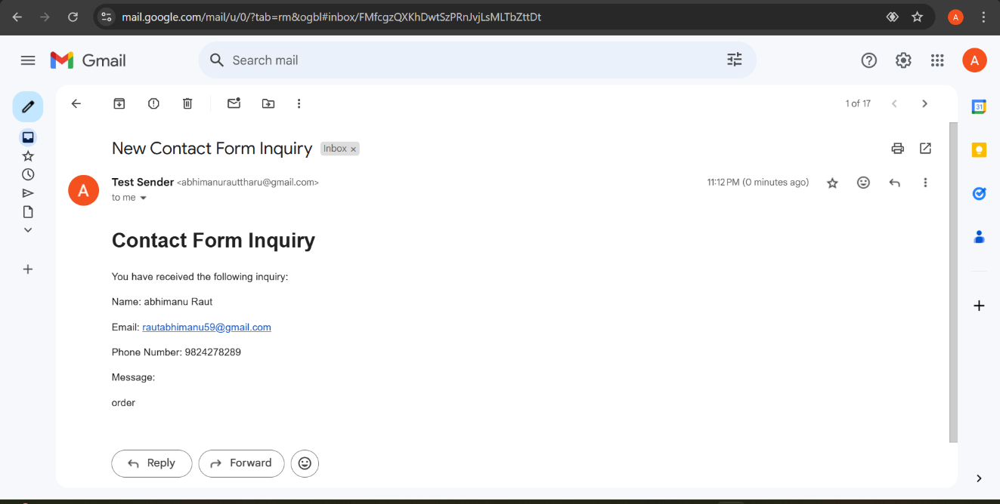 mail.google.com/mail/u/0/?tab=rm&ogbl#inbox/FMfcgzQXKhDwtSzPRnJvjLsMLTbZttDt
A
Gmail
Search mail
A
1 of 17
31
New Contact Form Inquiry Inbox x
A
Test Sender <abhimanurauttharu@gmail.com>
11:12 PM (0 minutes ago)
to me
Contact Form Inquiry
You have received the following inquiry:
Name: abhimanu Raut
Email: rautabhimanu59@gmail.com
Phone Number: 9824278289
Message:
order
Reply
Forward